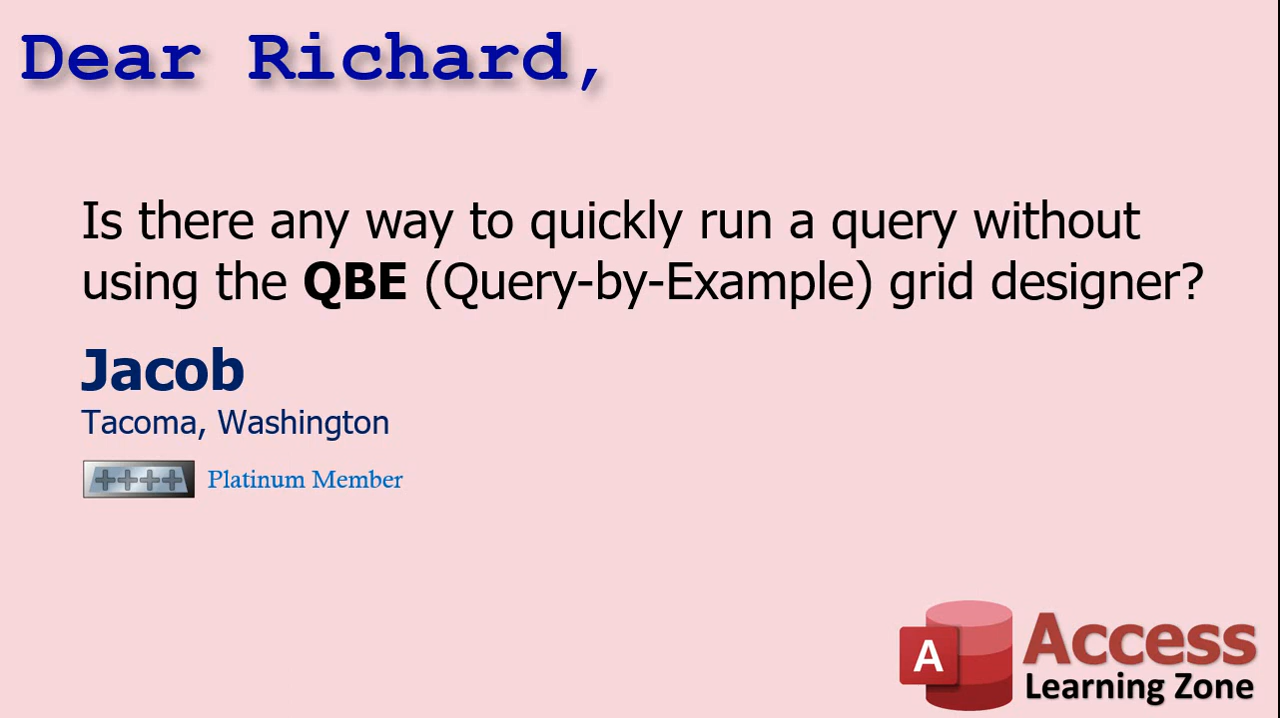 Dear Richard,
Is there any way to quickly run a query without
using the QBE (Query-by-Example) grid designer?
Jacob
Tacoma, Washington
++++ Platinum Member
A Access
Learning Zone